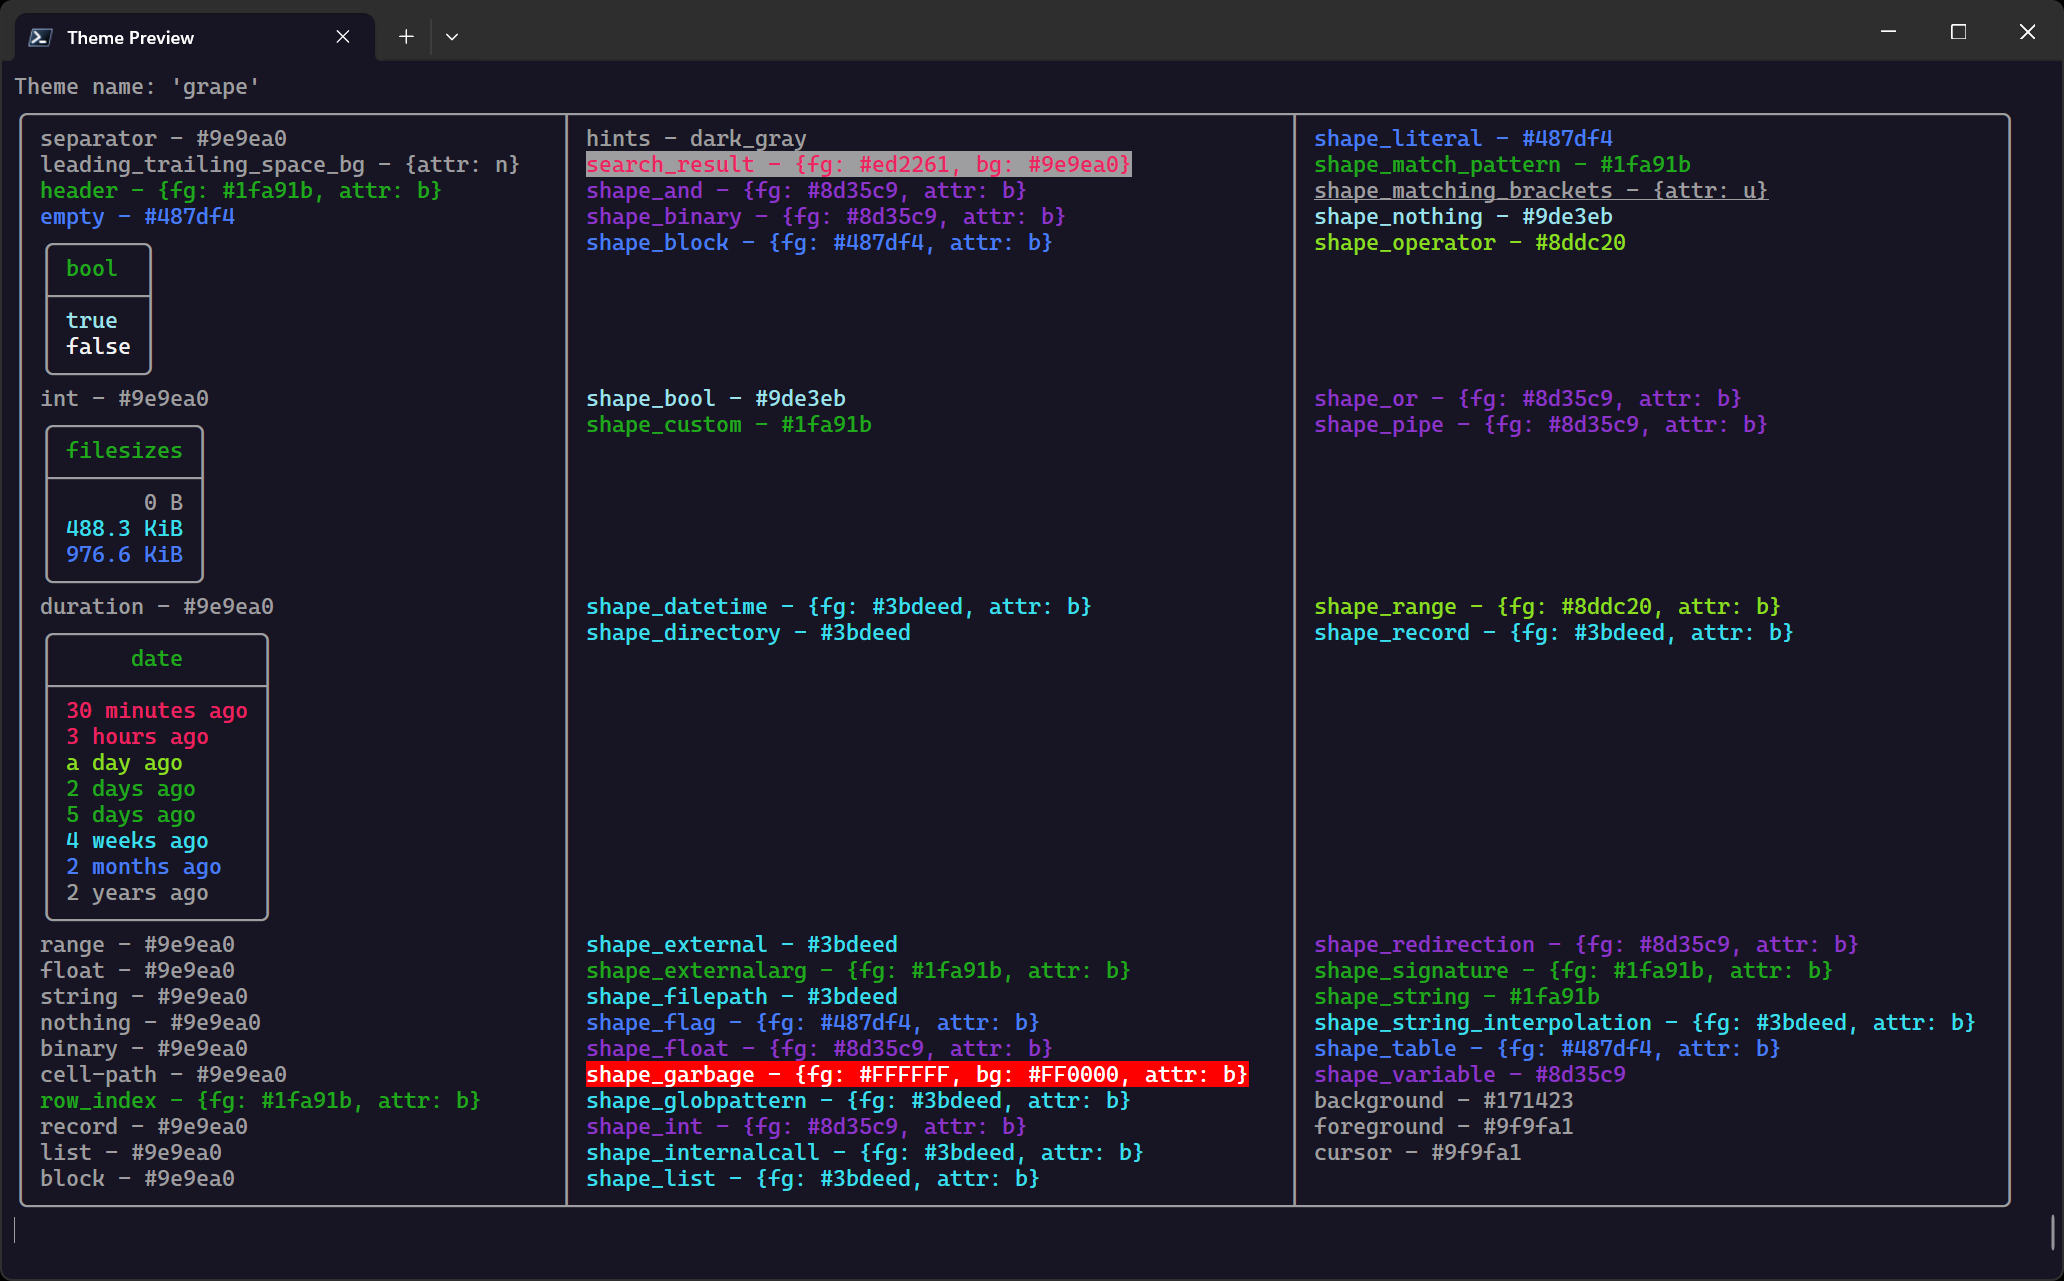 Theme Preview
Theme name: 'grape'
separator - #9e9ea0
leading_trailing_space_bg - {attr: n}
header - {fg: #1fa91b, attr: b}
empty - #487df4
bool
true
false
int - #9e9ea0
filesizes
0 B
488.3 KiB
976.6 KiB
duration - #9e9ea0
date
30 minutes ago
3 hours ago
a day ago
2 days ago
5 days ago
4 weeks ago
2 months ago
2 years ago
range - #9e9ea0
float - #9e9ea0
string - #9e9ea0
nothing - #9e9ea0
binary - #9e9ea0
cell-path - #9e9ea0
row_index - {fg: #1fa91b, attr: b}
record - #9e9ea0
list - #9e9ea0
block - #9e9ea0
hints - dark_gray
search_result - {fg: #ed2261, bg: #9e9ea0}
shape_and - {fg: #8d35c9, attr: b}
shape_binary - {fg: #8d35c9, attr: b}
shape_block - {fg: #487df4, attr: b}
shape_bool - #9de3eb
shape_custom - #1fa91b
shape_datetime - {fg: #3bdeed, attr: b}
shape_directory - #3bdeed
shape_external - #3bdeed
shape_externalarg - {fg: #1fa91b, attr: b}
shape_filepath - #3bdeed
shape_flag - {fg: #487df4, attr: b}
shape_float - {fg: #8d35c9, attr: b}
shape_garbage - {fg: #FFFFFF, bg: #FF0000, attr: b}
shape_globpattern - {fg: #3bdeed, attr: b}
shape_int - {fg: #8d35c9, attr: b}
shape_internalcall - {fg: #3bdeed, attr: b}
shape_list - {fg: #3bdeed, attr: b}
shape_literal - #487df4
shape_match_pattern - #1fa91b
shape_matching_brackets - {attr: u}
shape_nothing - #9de3eb
shape_operator - #8ddc20
shape_or - {fg: #8d35c9, attr: b}
shape_pipe - {fg: #8d35c9, attr: b}
shape_range - {fg: #8ddc20, attr: b}
shape_record - {fg: #3bdeed, attr: b}
shape_redirection - {fg: #8d35c9, attr: b}
shape_signature - {fg: #1fa91b, attr: b}
shape_string - #1fa91b
shape_string_interpolation - {fg: #3bdeed, attr: b}
shape_table - {fg: #487df4, attr: b}
shape_variable - #8d35c9
background - #171423
foreground - #9f9fa1
cursor - #9f9fa1